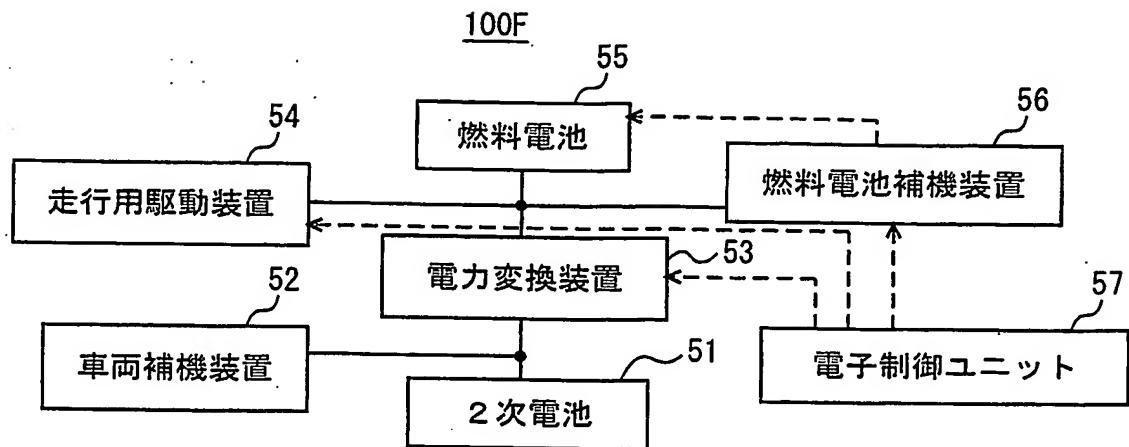 100F
55
燃料電池
56
燃料電池補機装置
54
走行用駆動装置
53
電力変換装置
52
車両補機装置
57
電子制御ユニット
51
2次電池